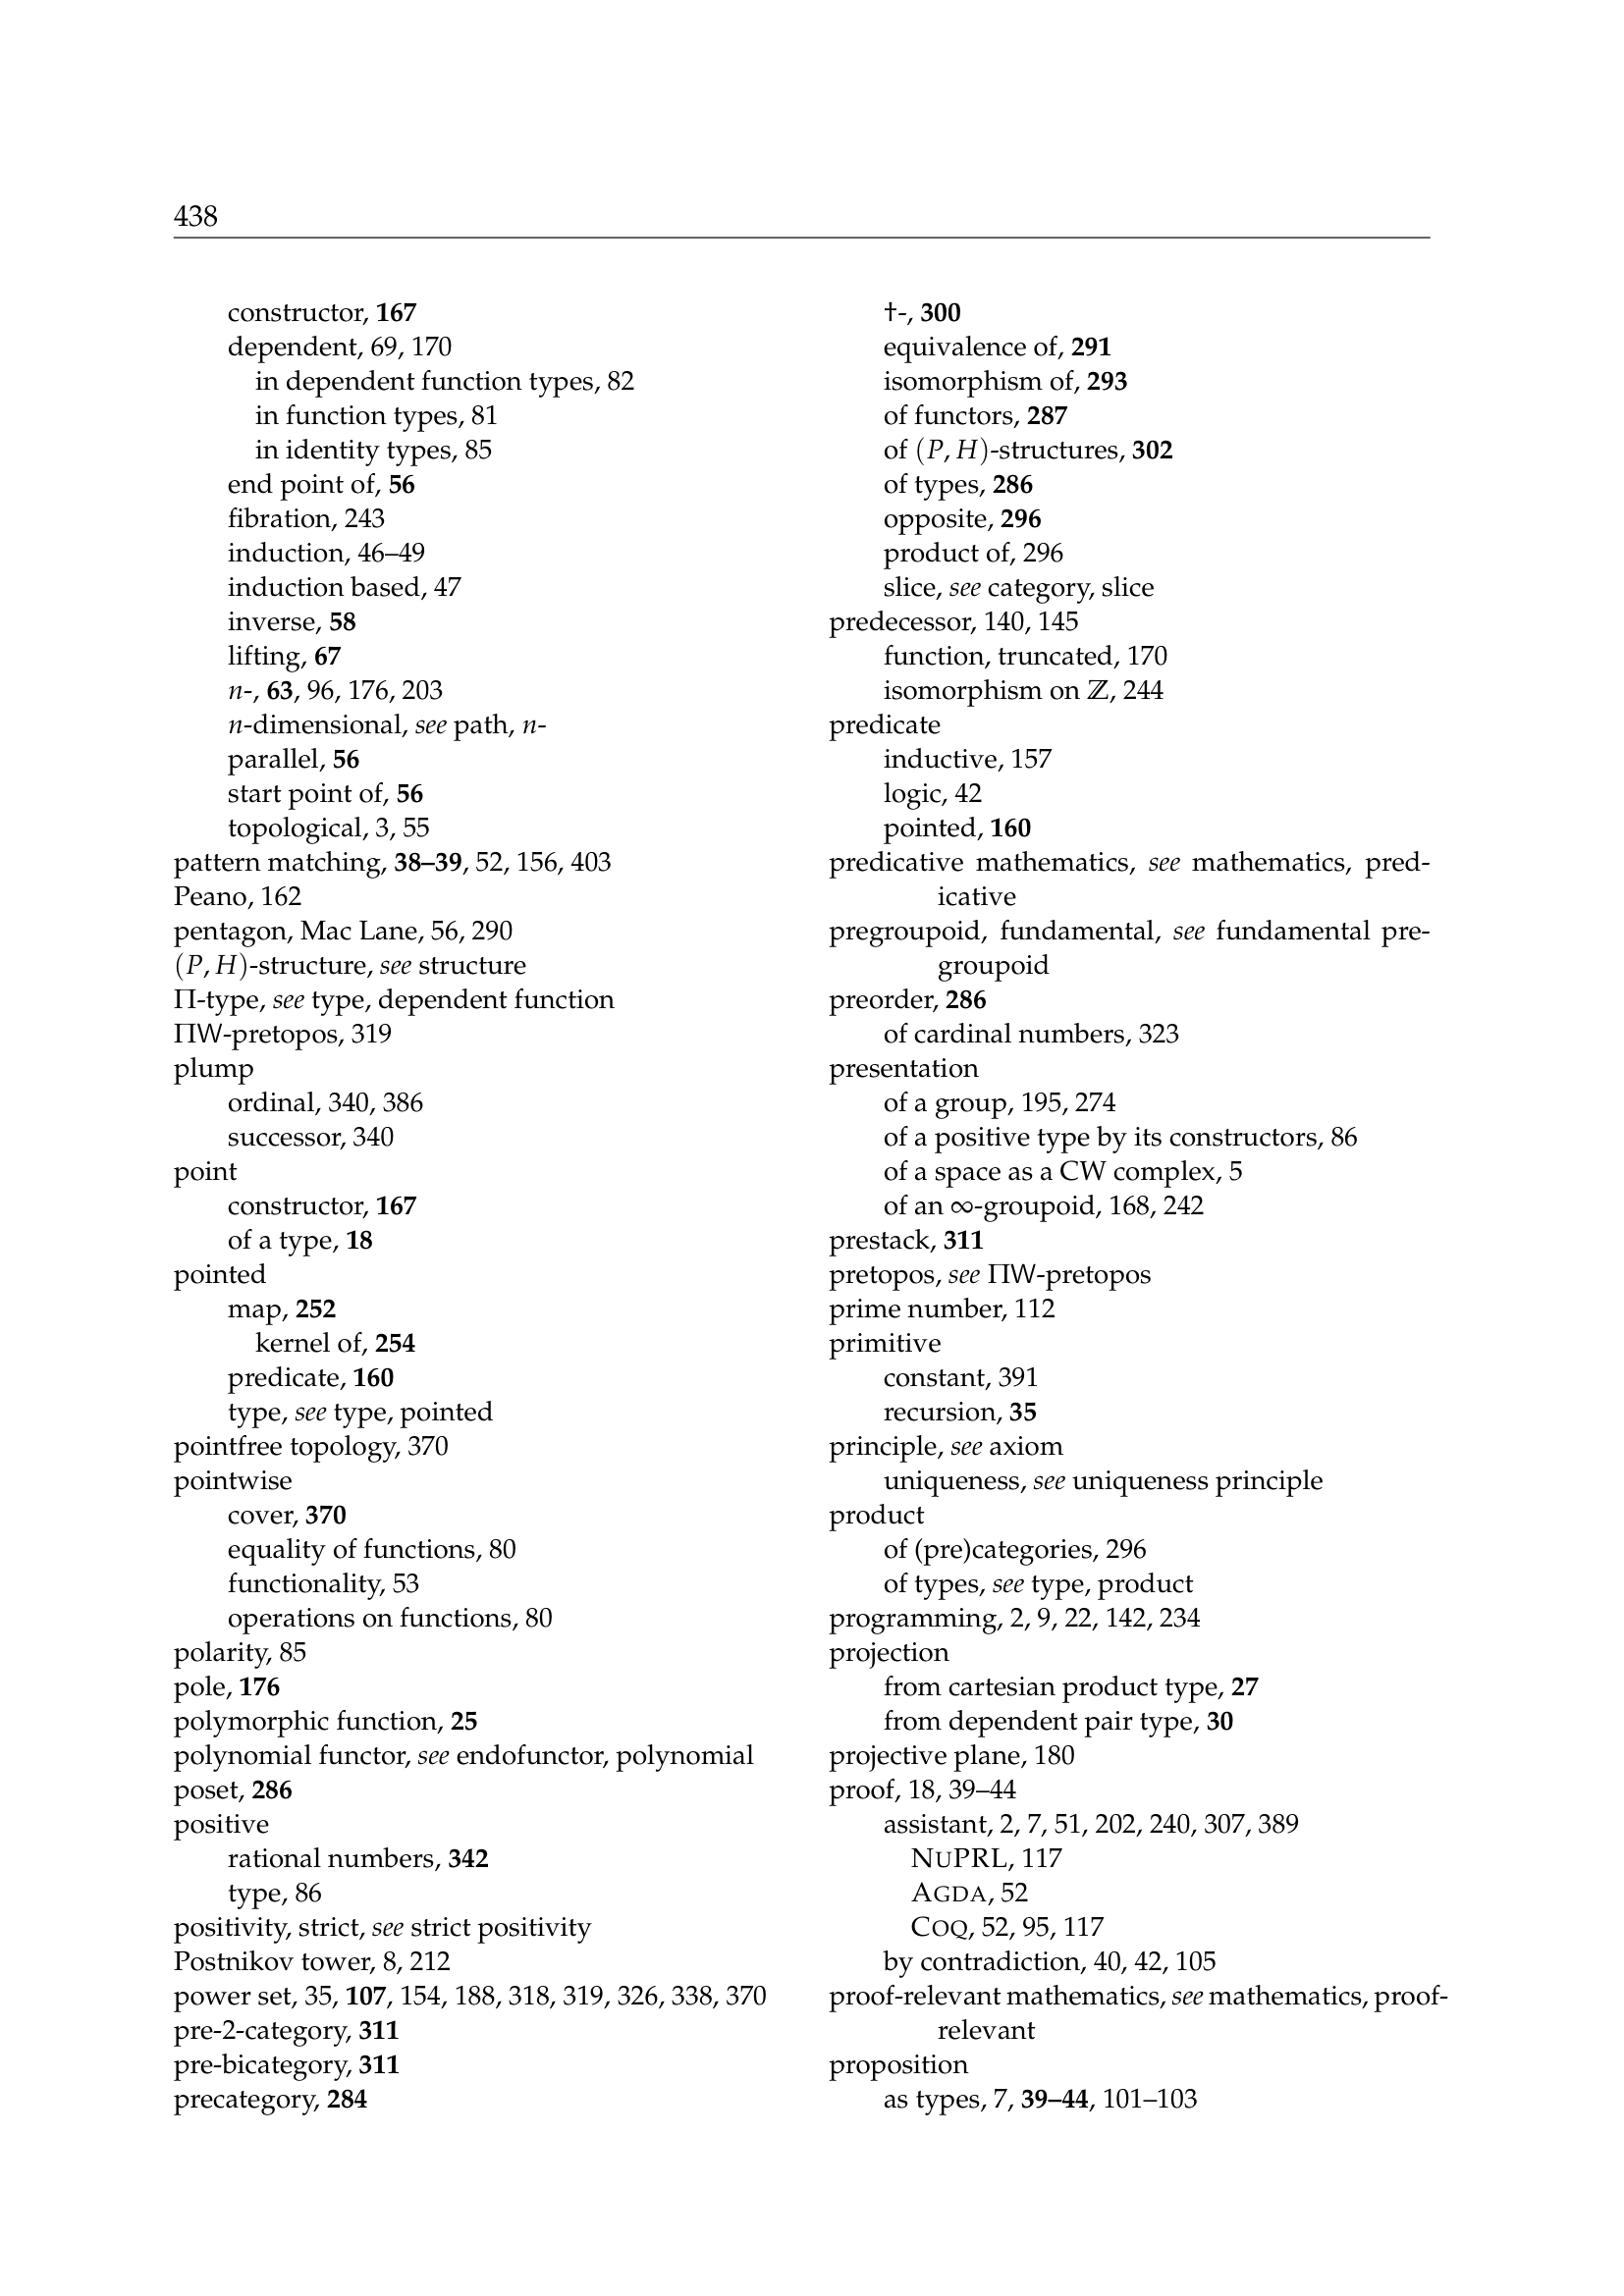 438
constructor, 167
dependent, 69, 170
in dependent function types, 82
in function types, 81
in identity types, 85
end point of, 56
fibration, 243
induction, 46–49
induction based, 47
inverse, 58
lifting, 67
n-, 63, 96, 176, 203
n-dimensional, see path, n-
parallel, 56
start point of, 56
topological, 3, 55
pattern matching, 38–39, 52, 156, 403
Peano, 162
pentagon, Mac Lane, 56, 290
(P, H)-structure, see structure
Π-type, see type, dependent function
ΠW-pretopos, 319
plump
ordinal, 340, 386
successor, 340
point
constructor, 167
of a type, 18
pointed
map, 252
kernel of, 254
predicate, 160
type, see type, pointed
pointfree topology, 370
pointwise
cover, 370
equality of functions, 80
functionality, 53
operations on functions, 80
polarity, 85
pole, 176
polymorphic function, 25
polynomial functor, see endofunctor, polynomial
poset, 286
positive
rational numbers, 342
type, 86
positivity, strict, see strict positivity
Postnikov tower, 8, 212
power set, 35, 107, 154, 188, 318, 319, 326, 338, 370
pre-2-category, 311
pre-bicategory, 311
precategory, 284
†-, 300
equivalence of, 291
isomorphism of, 293
of functors, 287
of (P, H)-structures, 302
of types, 286
opposite, 296
product of, 296
slice, see category, slice
predecessor, 140, 145
function, truncated, 170
isomorphism on ℤ, 244
predicate
inductive, 157
logic, 42
pointed, 160
predicative mathematics, see mathematics, pred-
icative
pregroupoid, fundamental, see fundamental pre-
groupoid
preorder, 286
of cardinal numbers, 323
presentation
of a group, 195, 274
of a positive type by its constructors, 86
of a space as a CW complex, 5
of an ∞-groupoid, 168, 242
prestack, 311
pretopos, see ΠW-pretopos
prime number, 112
primitive
constant, 391
recursion, 35
principle, see axiom
uniqueness, see uniqueness principle
product
of (pre)categories, 296
of types, see type, product
programming, 2, 9, 22, 142, 234
projection
from cartesian product type, 27
from dependent pair type, 30
projective plane, 180
proof, 18, 39–44
assistant, 2, 7, 51, 202, 240, 307, 389
NUPRL, 117
AGDA, 52
COQ, 52, 95, 117
by contradiction, 40, 42, 105
proof-relevant mathematics, see mathematics, proof-
relevant
proposition
as types, 7, 39–44, 101–103